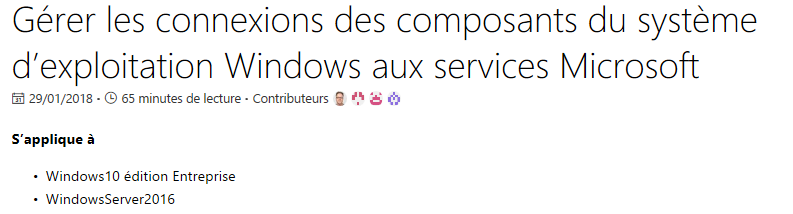 Gérer les connexions des composants du système
d’exploitation Windows aux services Microsoft
29/01/2018 • 65 minutes de lecture • Contributeurs
S’applique à
• Windows10 édition Entreprise
• WindowsServer2016